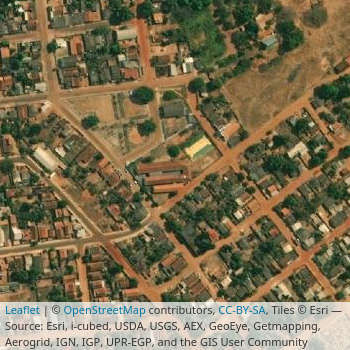 Leaflet | © OpenStreetMap contributors, CC-BY-SA, Tiles © Esri —
Source: Esri, i-cubed, USDA, USGS, AEX, GeoEye, Getmapping,
Aerogrid, IGN, IGP, UPR-EGP, and the GIS User Community